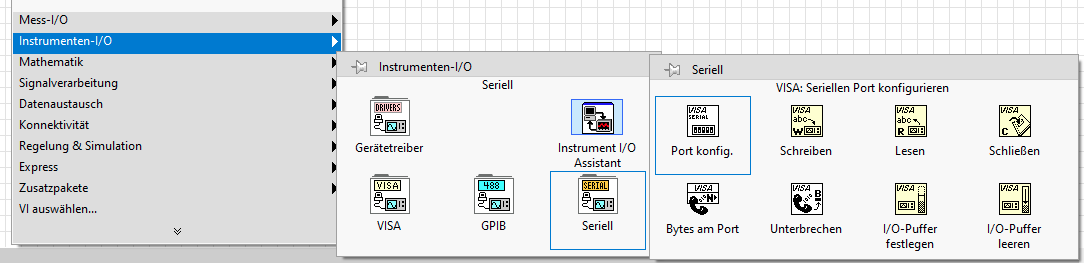 Mess-I/O
Instrumenten-I/O
Mathematik
Signalverarbeitung
Datenaustausch
Konnektivität
Regelung & Simulation
Express
Zusatzpakete
VI auswählen...
Instrumenten-I/O
Seriell
DRIVERS
Gerätetreiber
Instrument I/O
Assistant
VISA
VISA
488
GPIB
SERIAL
Seriell
Seriell
VISA: Seriellen Port konfigurieren
VISA
SERIAL
Port konfig.
VISA
abc
W
Schreiben
VISA
abc
R
Lesen
VISA
C
Schließen
VISA
N
Bytes am Port
VISA
B
Unterbrechen
VISA
I/O-Puffer
festlegen
VISA
I/O-Puffer
leeren